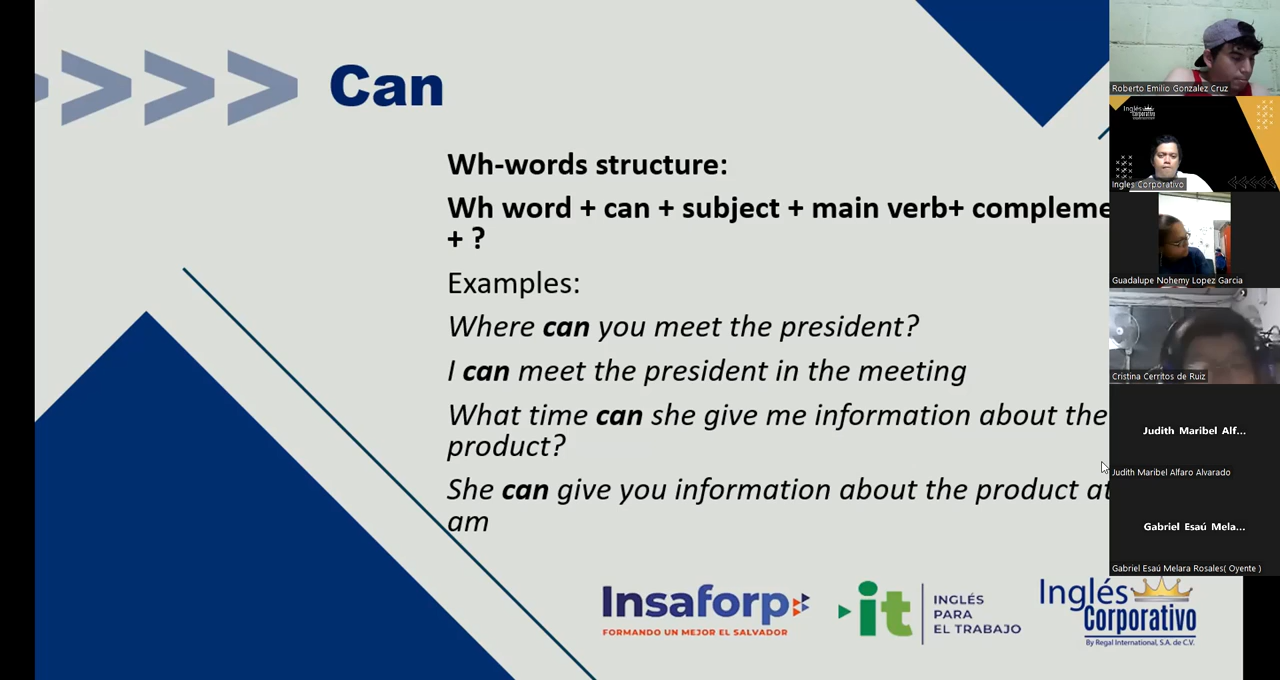 Can
Wh-words structure:
Wh word + can + subject + main verb+ compleme
+ ?
Examples:
Where can you meet the president?
I can meet the president in the meeting
What time can she give me information about the
product?
She can give you information about the product at
am
Insaforp
FORMANDO UN MEJOR EL SALVADOR
it
INGLÉS
PARA
EL TRABAJO
Inglés
Corporativo
By Regal International, S.A. de C.V.
Roberto Emilio Gonzalez Cruz
Inglés
Corporativo
Ingles Corporativo
Guadalupe Nohemy Lopez Garcia
Cristina Cerritos de Ruiz
Judith Maribel Alf...
Judith Maribel Alfaro Alvarado
Gabriel Esaú Mela...
Gabriel Esaú Melara Rosales( Oyente )